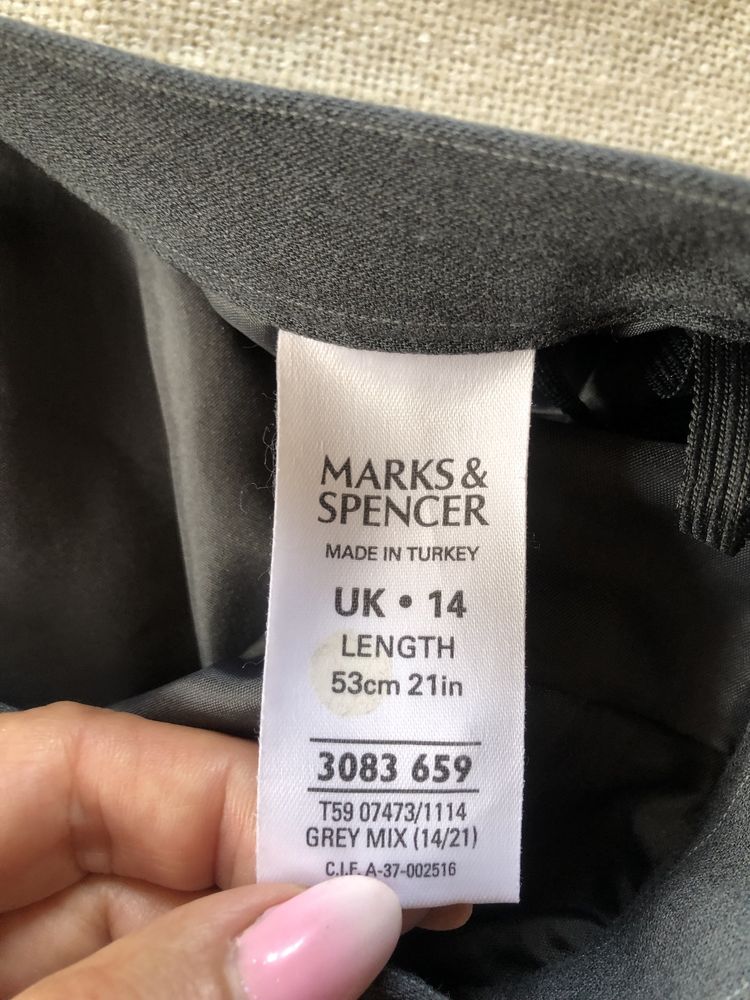 MARKS &
SPENCER
MADE IN TURKEY
UK • 14
LENGTH
53cm 21in
3083 659
T59 07473/1114
GREY MIX (14/21)
C.I.F. A-37-002516